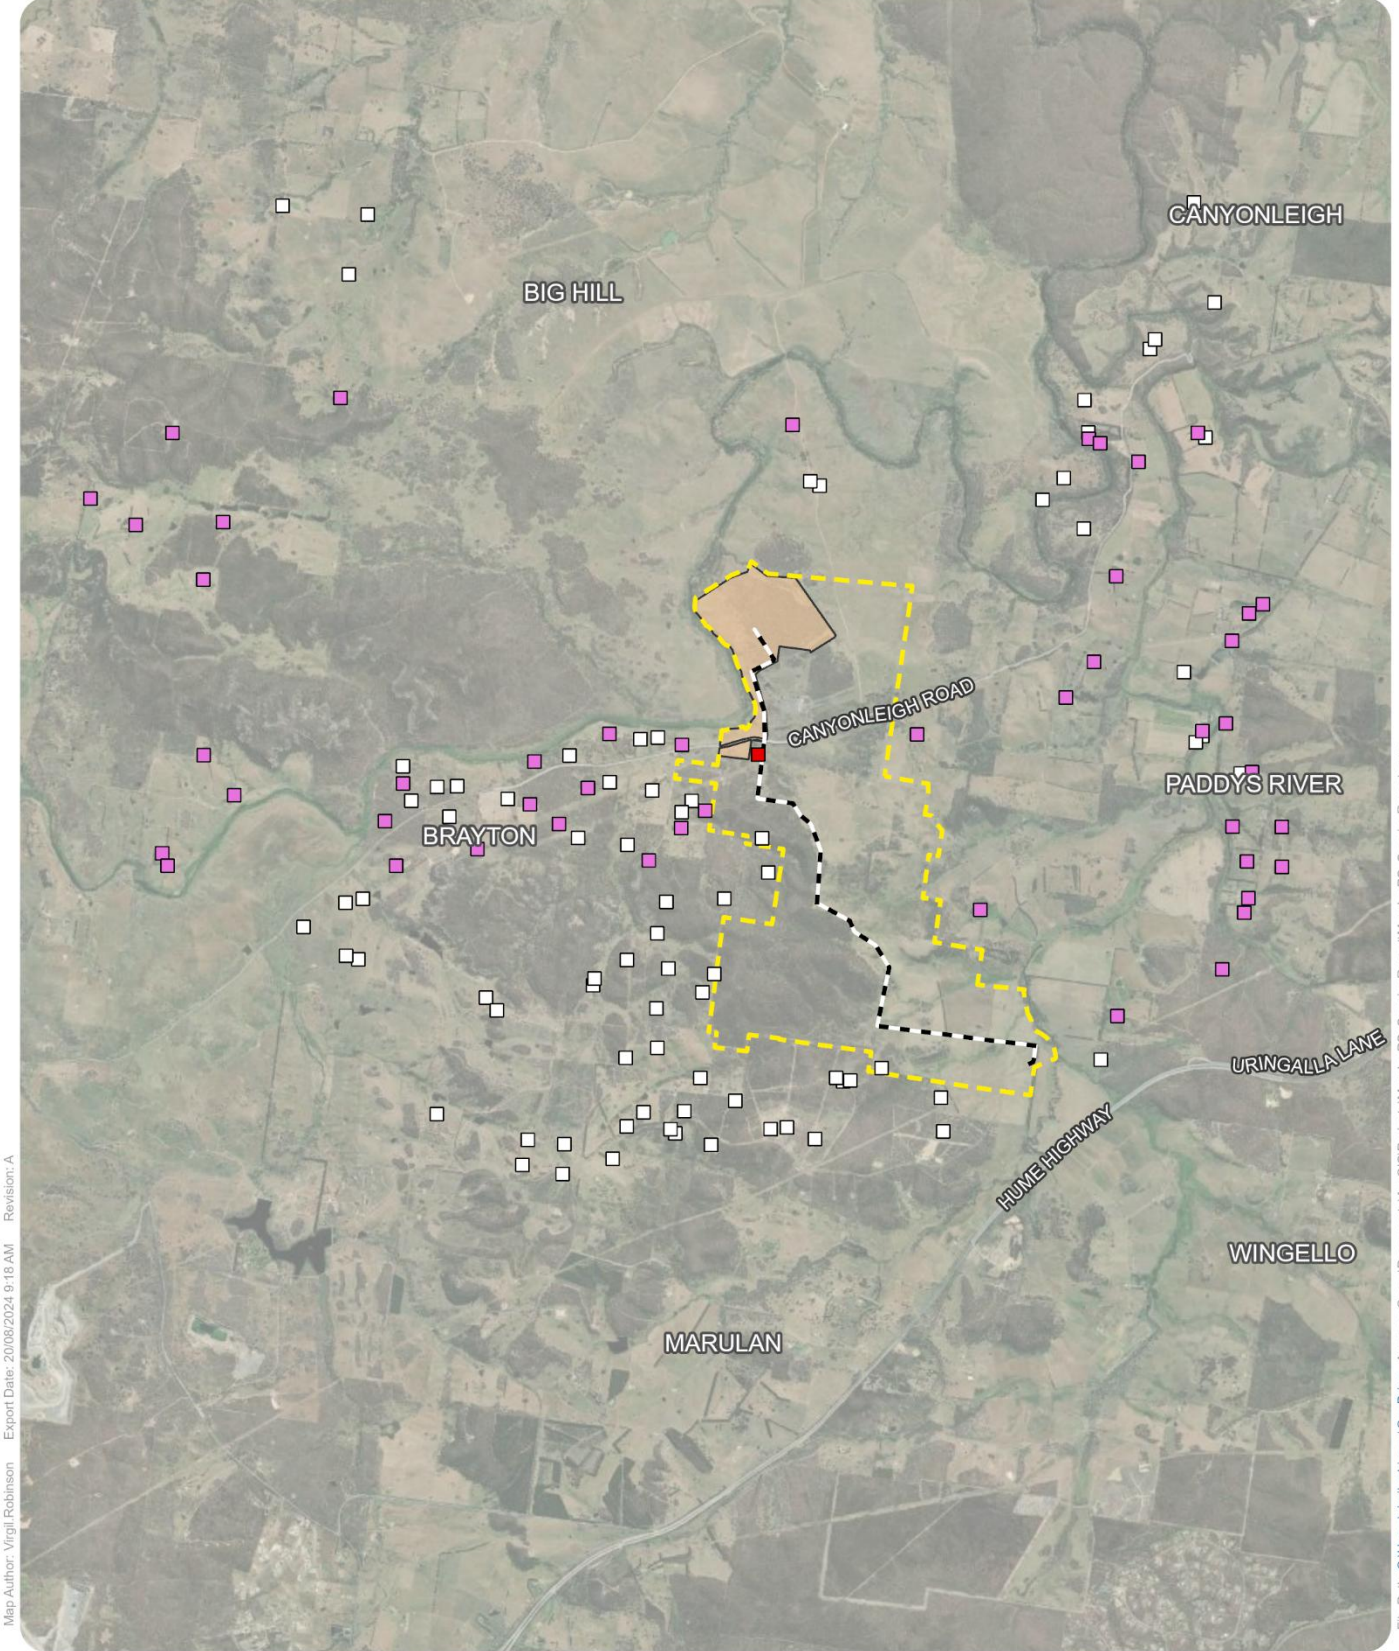 CANYONLEIGH
BIG HILL
CANYONLEIGH ROAD
PADDYS RIVER
BRAYTON
URINGALLA LANE
HUME HIGHWAY
WINGELLO
MARULAN
Map Author: Virgil.Robinson Export Date: 20/08/2024 9:18 AM Revision: A